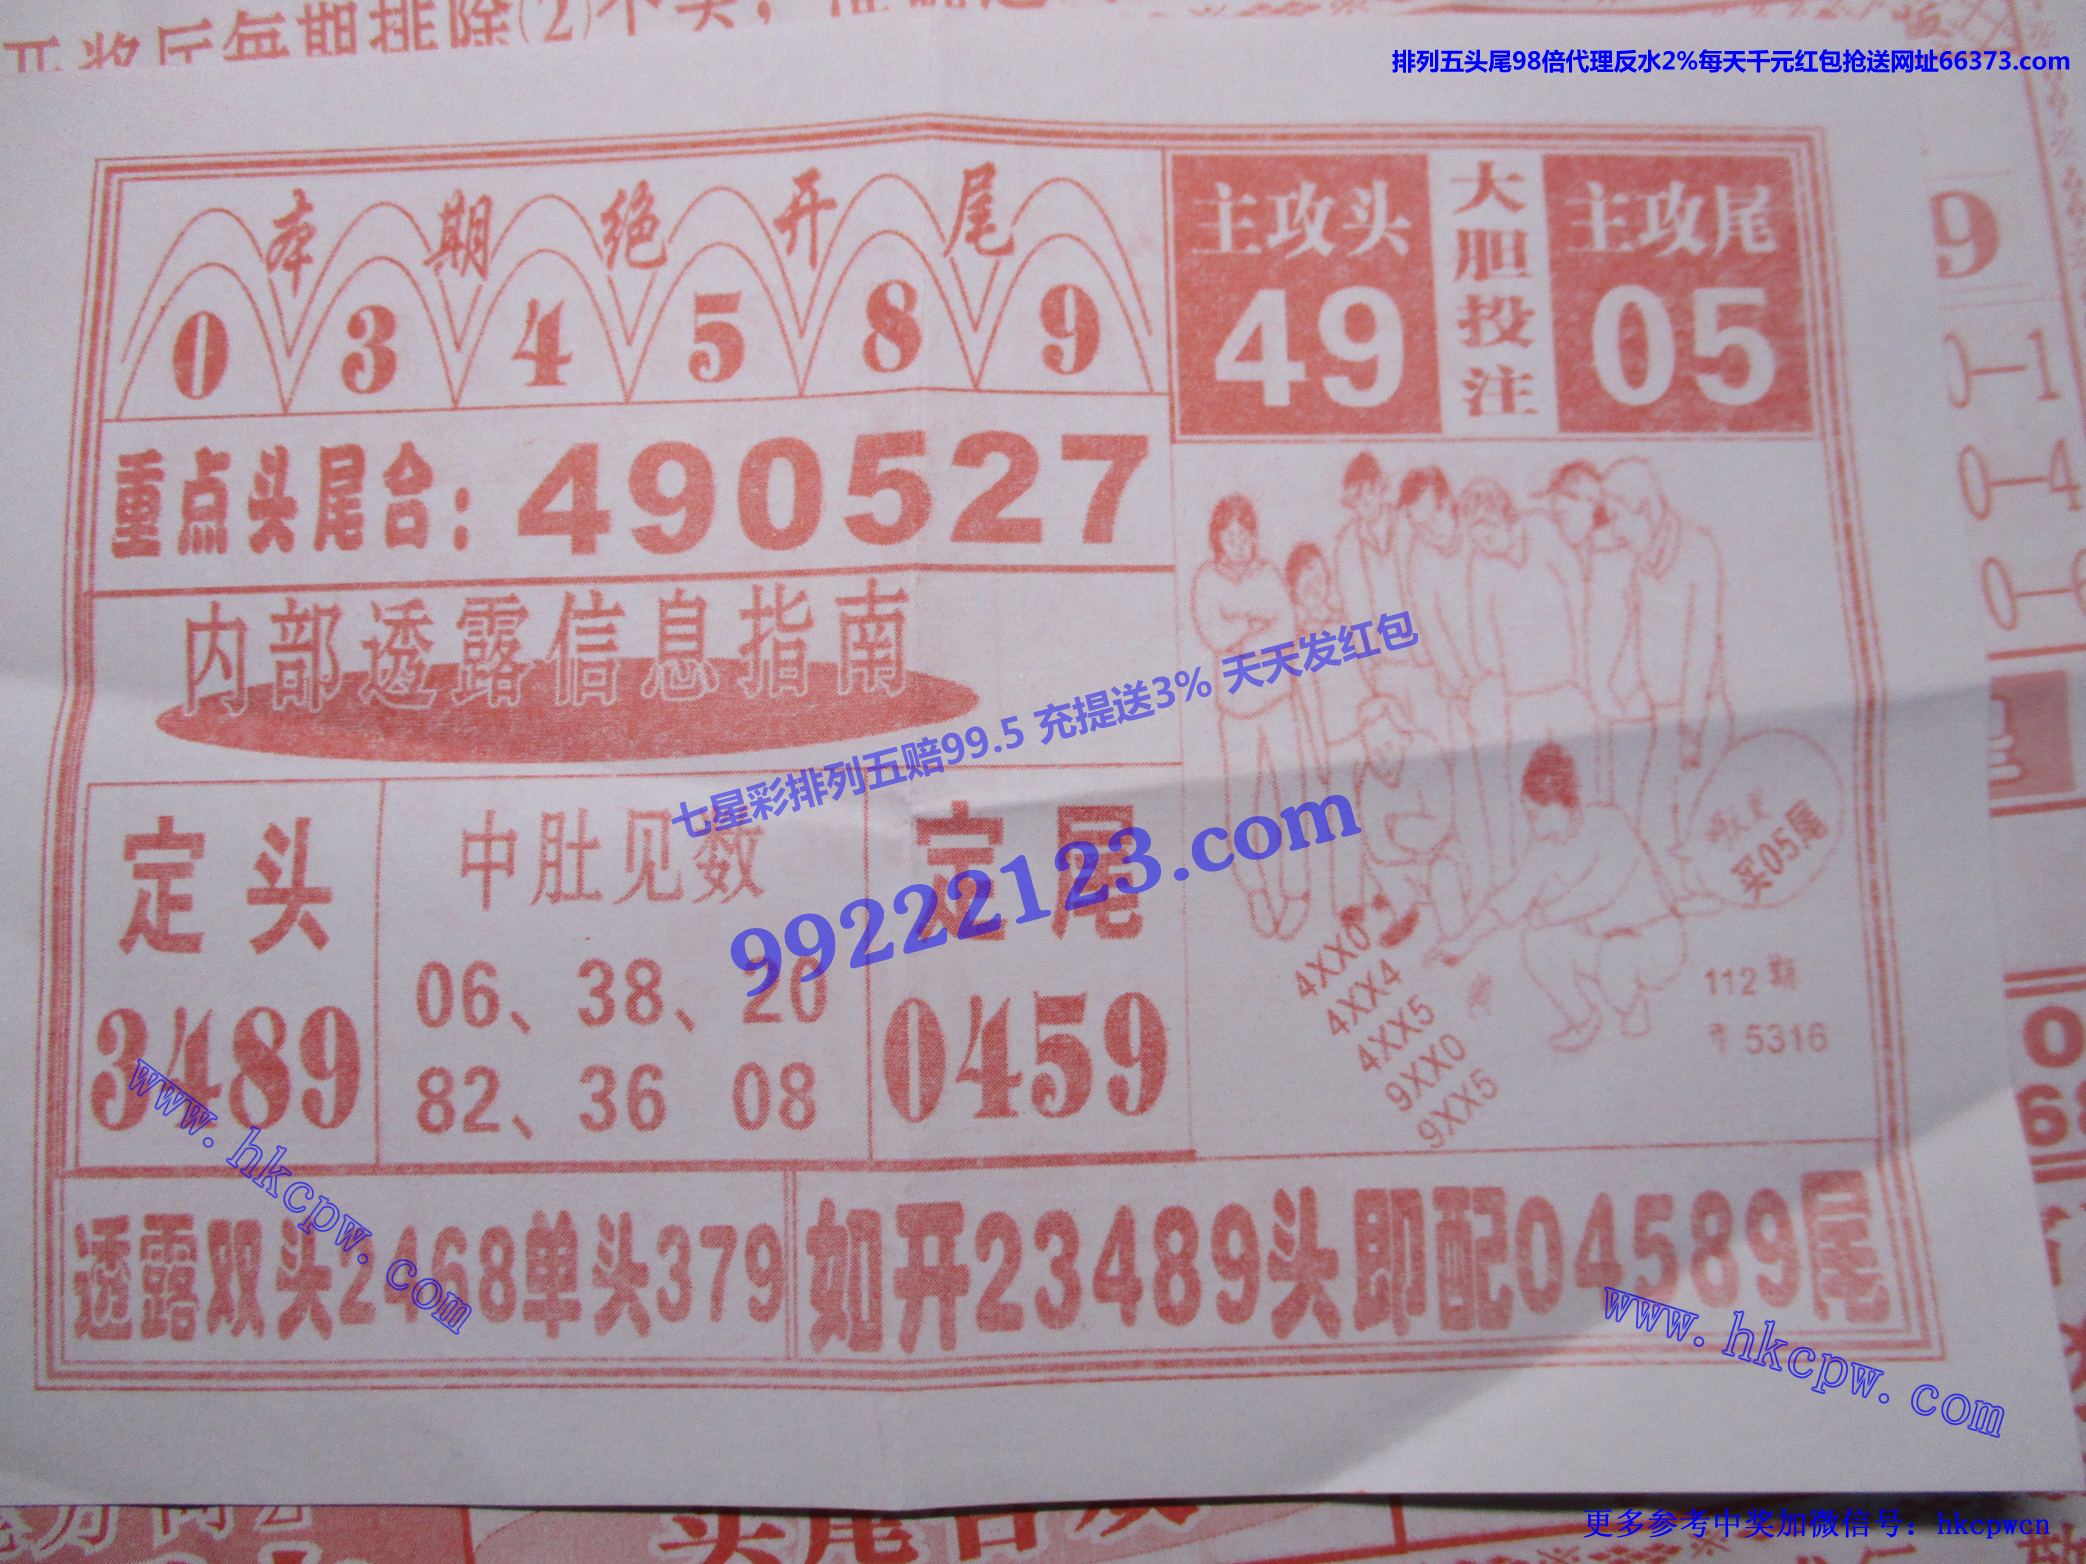 排列五头尾98倍代理反水2%每天千元红包抢送网址66373.com
本期绝开尾
0 3 4 5 8 9
主攻头
49
大胆投注
主攻尾
05
重点头尾合：490527
内部透露信息指南
七星彩排列五赔99.5 充提送3% 天天发红包
99222123.com
定头
3489
中肚见数
06、38、20
82、36 08
定尾
0459
买05尾
4XX0
4XX4
4XX5
9XX0
9XX5
112期
5316
透露双头2468单头379
如开23489头即配04589尾
www.hkcpw.com
www.hkcpw.com
9
0—4
更多参考中奖加微信号：hkcpwcn